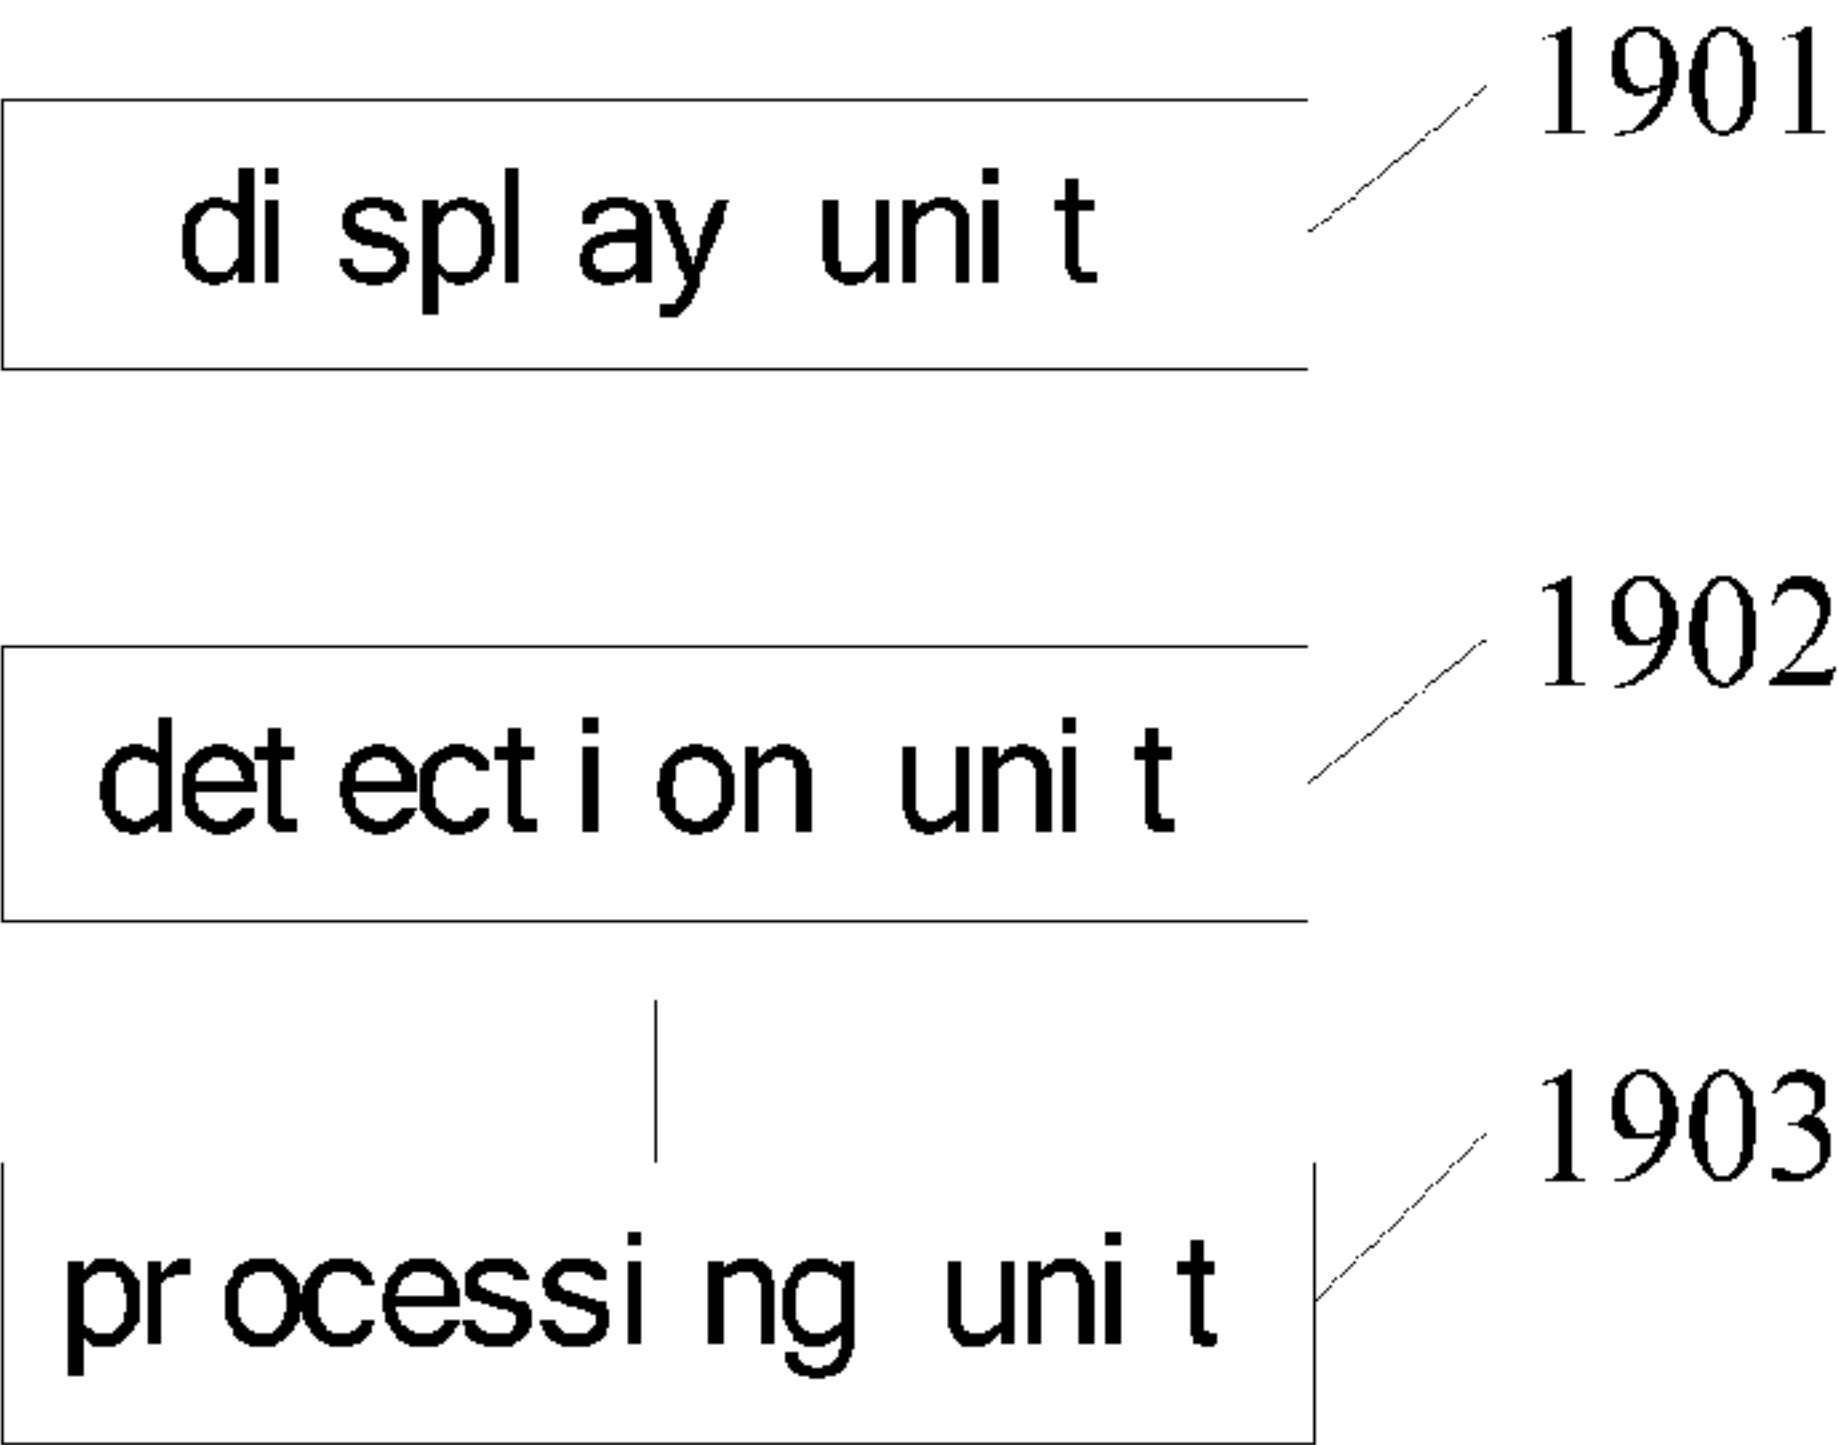 1901
display unit
1902
detection unit
1903
processing unit